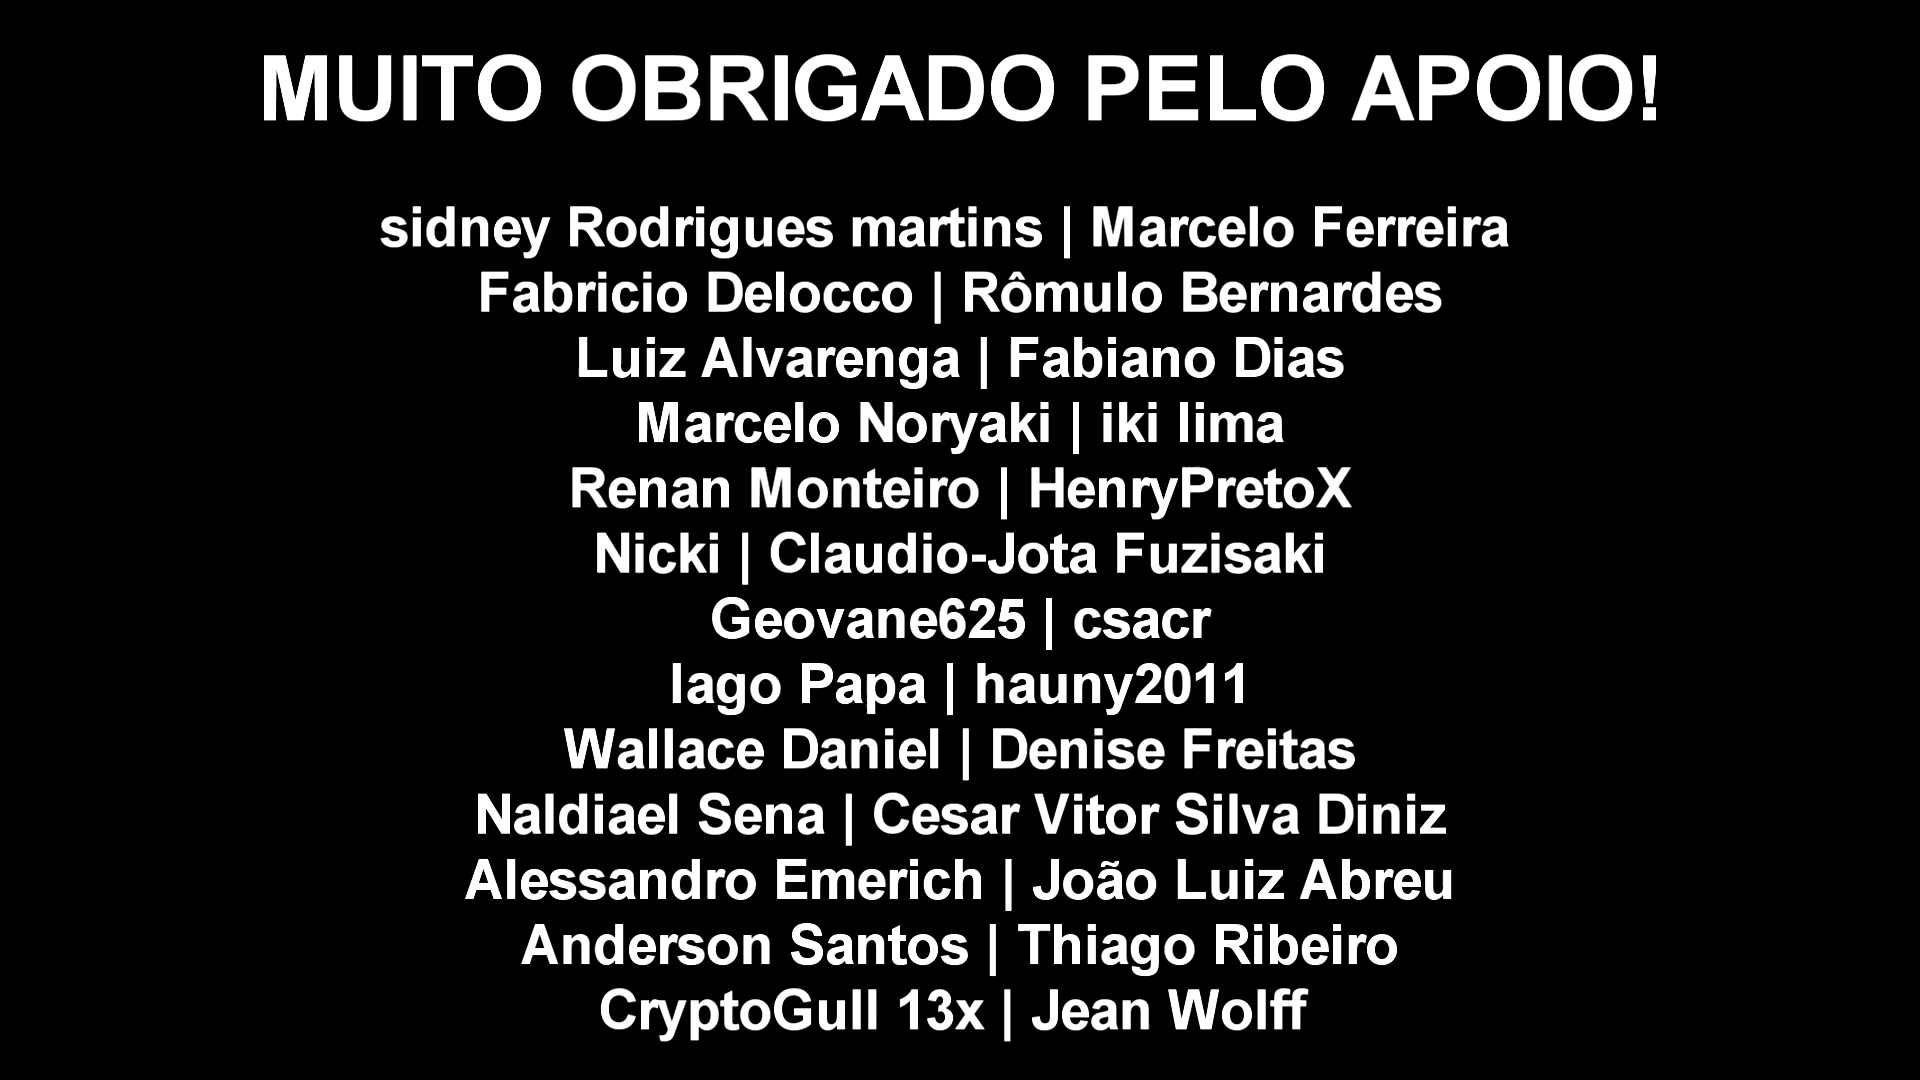 MUITO OBRIGADO PELO APOIO!
sidney Rodrigues martins | Marcelo Ferreira
Fabricio Delocco | Rômulo Bernardes
Luiz Alvarenga | Fabiano Dias
Marcelo Noryaki | iki lima
Renan Monteiro | HenryPretoX
Nicki | Claudio-Jota Fuzisaki
Geovane625 | csacr
Iago Papa | hauny2011
Wallace Daniel | Denise Freitas
Naldiael Sena | Cesar Vitor Silva Diniz
Alessandro Emerich | João Luiz Abreu
Anderson Santos | Thiago Ribeiro
CryptoGull 13x | Jean Wolff